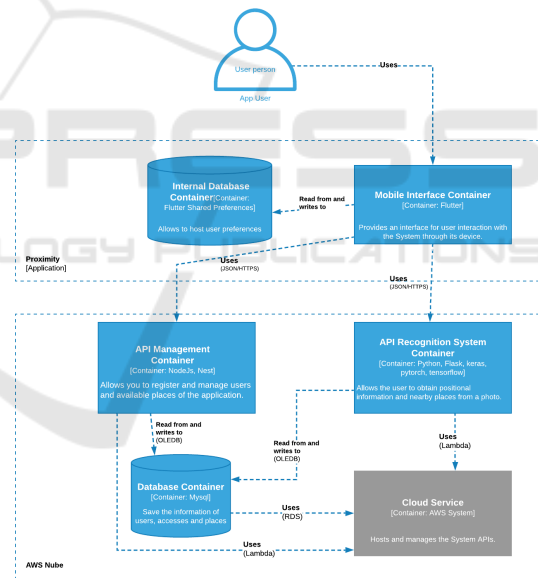 User person
App User
Uses
Internal Database
Container[Container:
Flutter Shared Preferences]
Allows to host user preferences
Read from and
writes to
Mobile Interface Container
[Container: Flutter]
Provides an interface for user interaction with
the System through its device.
Proximity
[Application]
Uses
(JSON/HTTPS)
Uses
(JSON/HTTPS)
API Management
Container
[Container: NodeJs, Nest]
Allows you to register and manage users
and available places of the application.
API Recognition System
Container
[Container: Python, Flask, keras,
pytorch, tensorflow]
Allows the user to obtain positional
information and nearby places from a photo.
Read from and
writes to
(OLEDB)
Read from and
writes to
(OLEDB)
Uses
(Lambda)
Database Container
[Container: Mysql]
Save the information of
users, accesses and places
Uses
(RDS)
Cloud Service
[Container: AWS System]
Hosts and manages the System APIs.
Uses
(Lambda)
AWS Nube
PRESS
OLOGY PUBLICATIONS